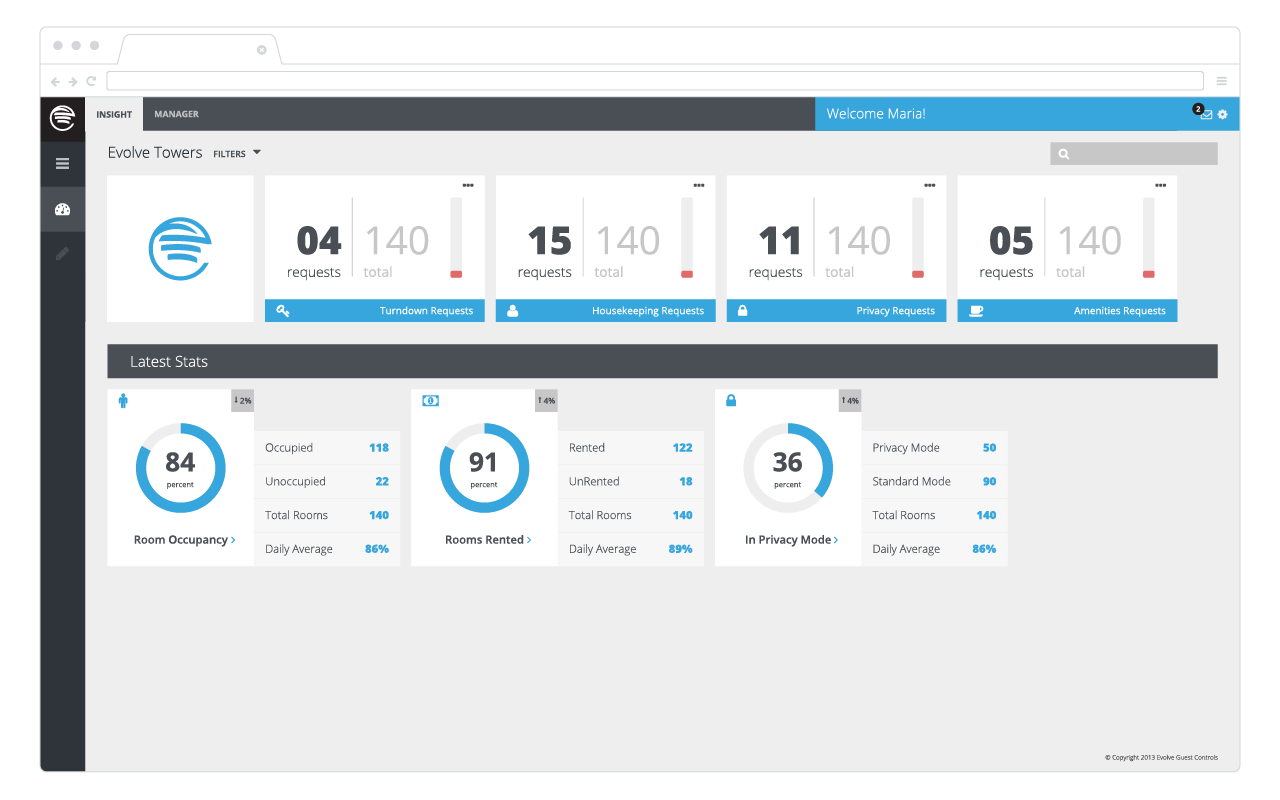 INSIGHT MANAGER
Welcome Maria!
2
Evolve Towers FILTERS
04 requests 140 total
Turndown Requests
15 requests 140 total
Housekeeping Requests
11 requests 140 total
Privacy Requests
05 requests 140 total
Amenities Requests
Latest Stats
2%
84
percent
Room Occupancy
Occupied 118
Unoccupied 22
Total Rooms 140
Daily Average 86%
4%
91
percent
Rooms Rented
Rented 122
UnRented 18
Total Rooms 140
Daily Average 89%
4%
36
percent
In Privacy Mode
Privacy Mode 50
Standard Mode 90
Total Rooms 140
Daily Average 86%
© Copyright 2013 Evolve Guest Controls